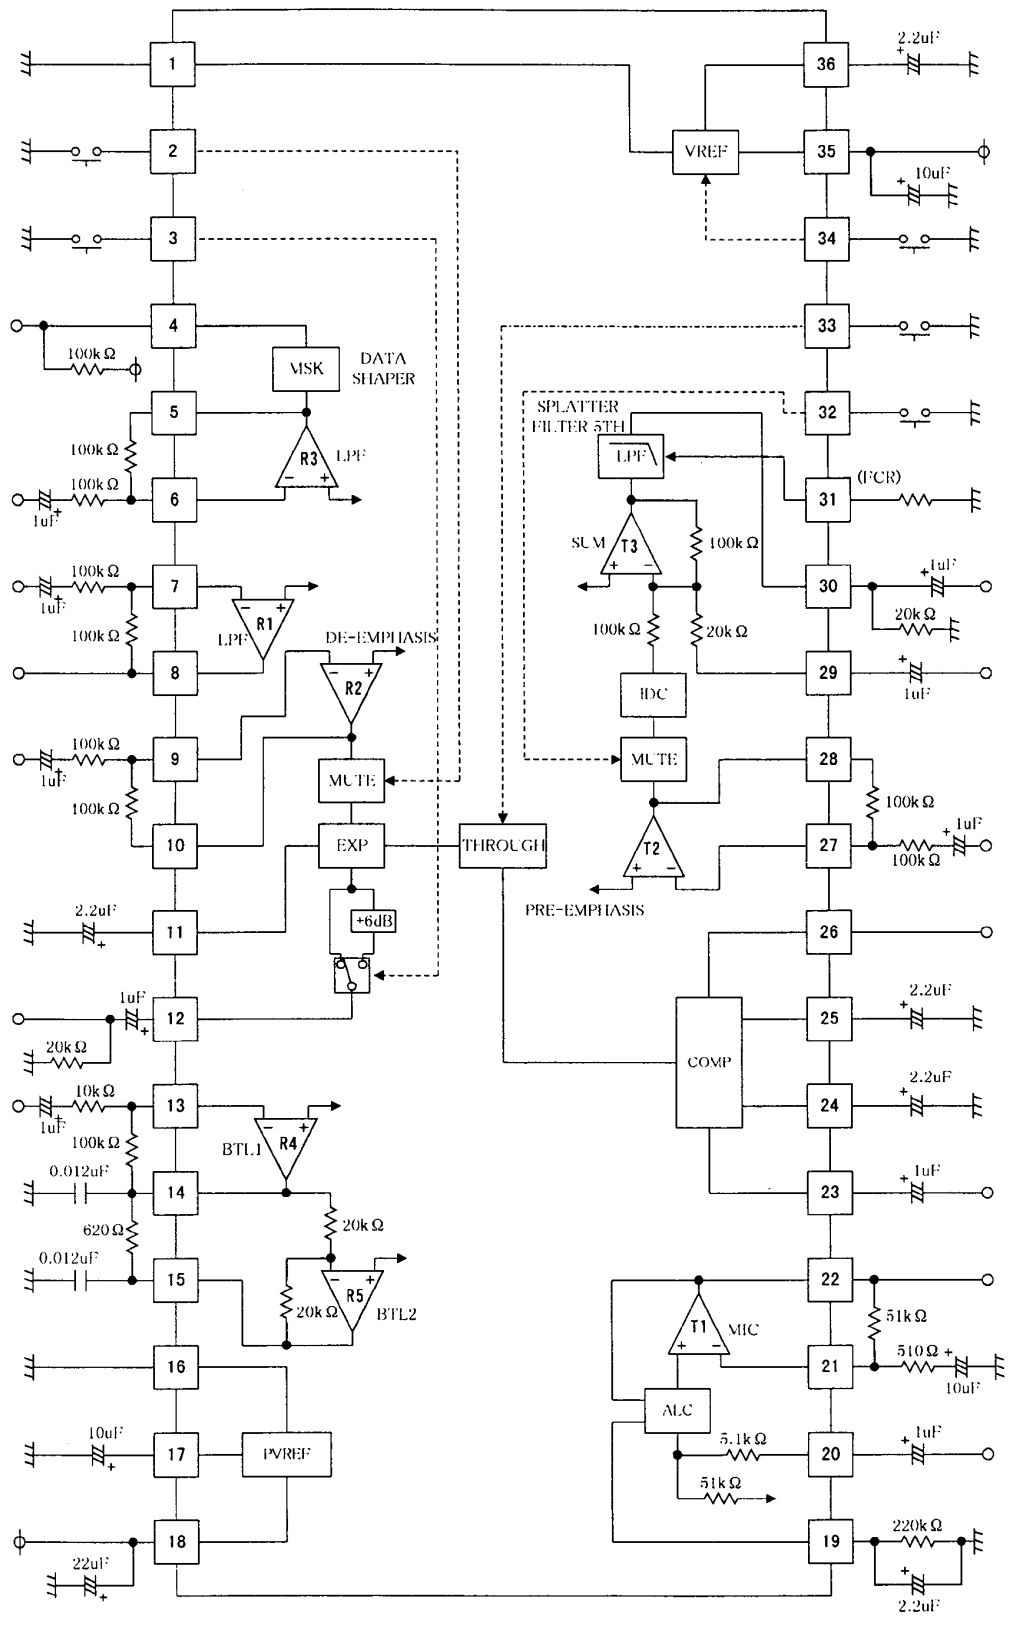 2.2uF
1
36
VREF
2
35
10uF
3
34
4
33
100kΩ
MSK
DATA
SHAPER
5
32
SPLATTER
FILTER 5TH
LPF
100kΩ
R3
LPF
100kΩ
6
31
(FCR)
1uF
SUM
T3
100kΩ
100kΩ
7
30
1uF
1uF
R1
100kΩ
LPF
DE-EMPHASIS
100kΩ
20kΩ
20kΩ
8
29
R2
IDC
1uF
100kΩ
9
28
1uF
MUTE
MUTE
100kΩ
100kΩ
10
EXP
THROUGH
T2
27
1uF
100kΩ
PRE-EMPHASIS
2.2uF
11
+6dB
26
1uF
12
25
2.2uF
20kΩ
COMP
10kΩ
13
24
2.2uF
1uF
100kΩ
BTL1
R4
0.012uF
14
23
1uF
620Ω
20kΩ
0.012uF
15
22
R5
20kΩ
BTL2
T1
MIC
51kΩ
16
21
510Ω
10uF
ALC
10uF
17
PVREF
5.1kΩ
20
1uF
51kΩ
18
19
220kΩ
22uF
2.2uF